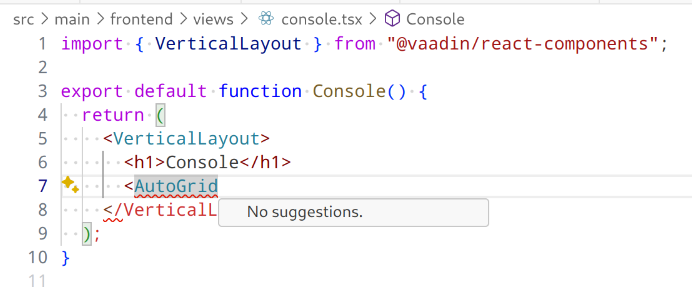 src > main > frontend > views > console.tsx > Console
1 import { VerticalLayout } from "@vaadin/react-components";
2
3 export default function Console() {
4 return (
5 <VerticalLayout>
6 <h1>Console</h1>
7 <AutoGrid
No suggestions.
8 </VerticalL
9 );
10 }
11